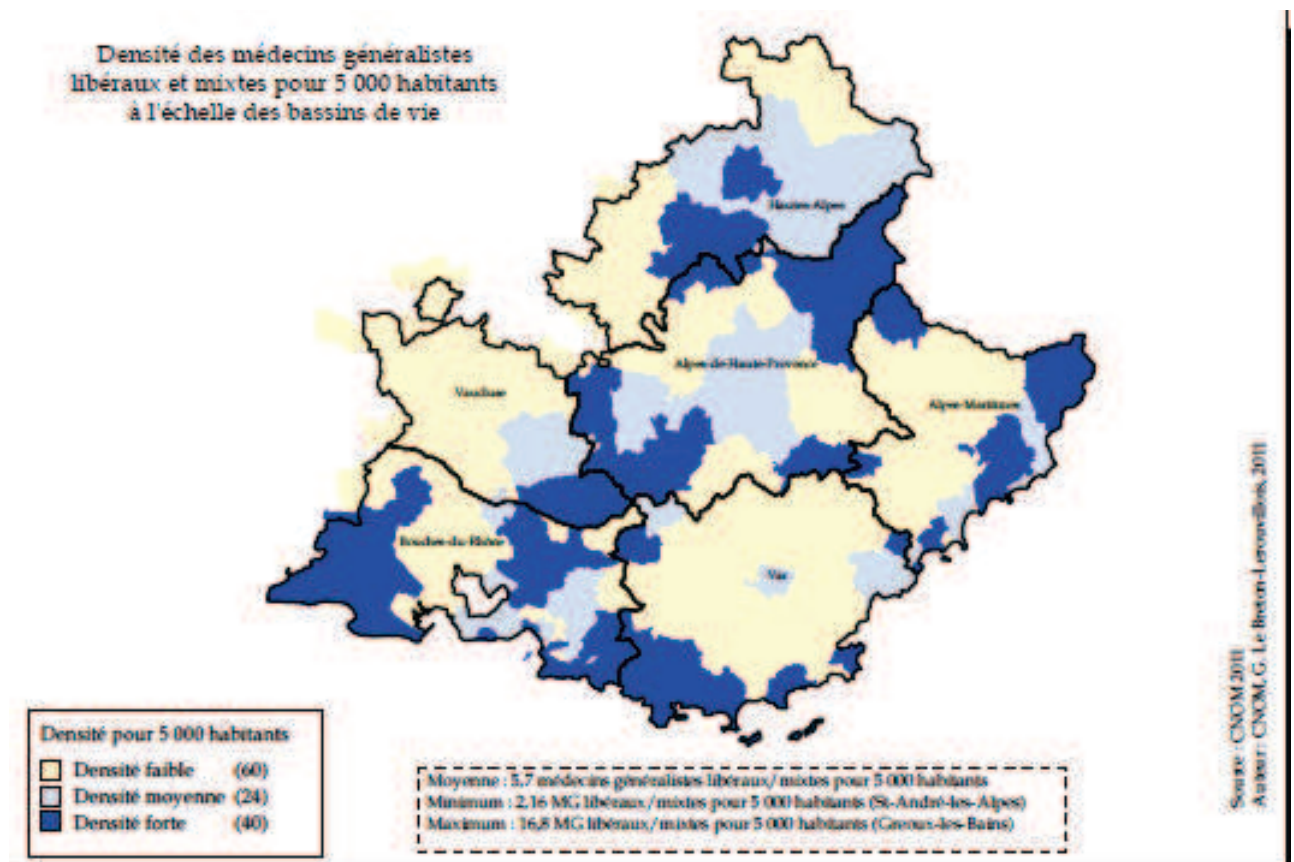 Densité des médecins généralistes
libéraux et mixtes pour 5 000 habitants
à l'échelle des bassins de vie
Hautes-Alpes
Alpes-de-Haute-Provence
Vaucluse
Alpes-Maritimes
Bouches-du-Rhône
Var
Densité pour 5 000 habitants
Densité faible (60)
Densité moyenne (24)
Densité forte (40)
Moyenne : 5,7 médecins généralistes libéraux/mixtes pour 5 000 habitants
Minimum : 2,16 MG libéraux/mixtes pour 5 000 habitants (St-André-les-Alpes)
Maximum : 16,8 MG libéraux/mixtes pour 5 000 habitants (Greoux-les-Bains)
Source : CNOM 2011
Auteur : CNOM, G. Le Breton-Lerouvillois, 2011